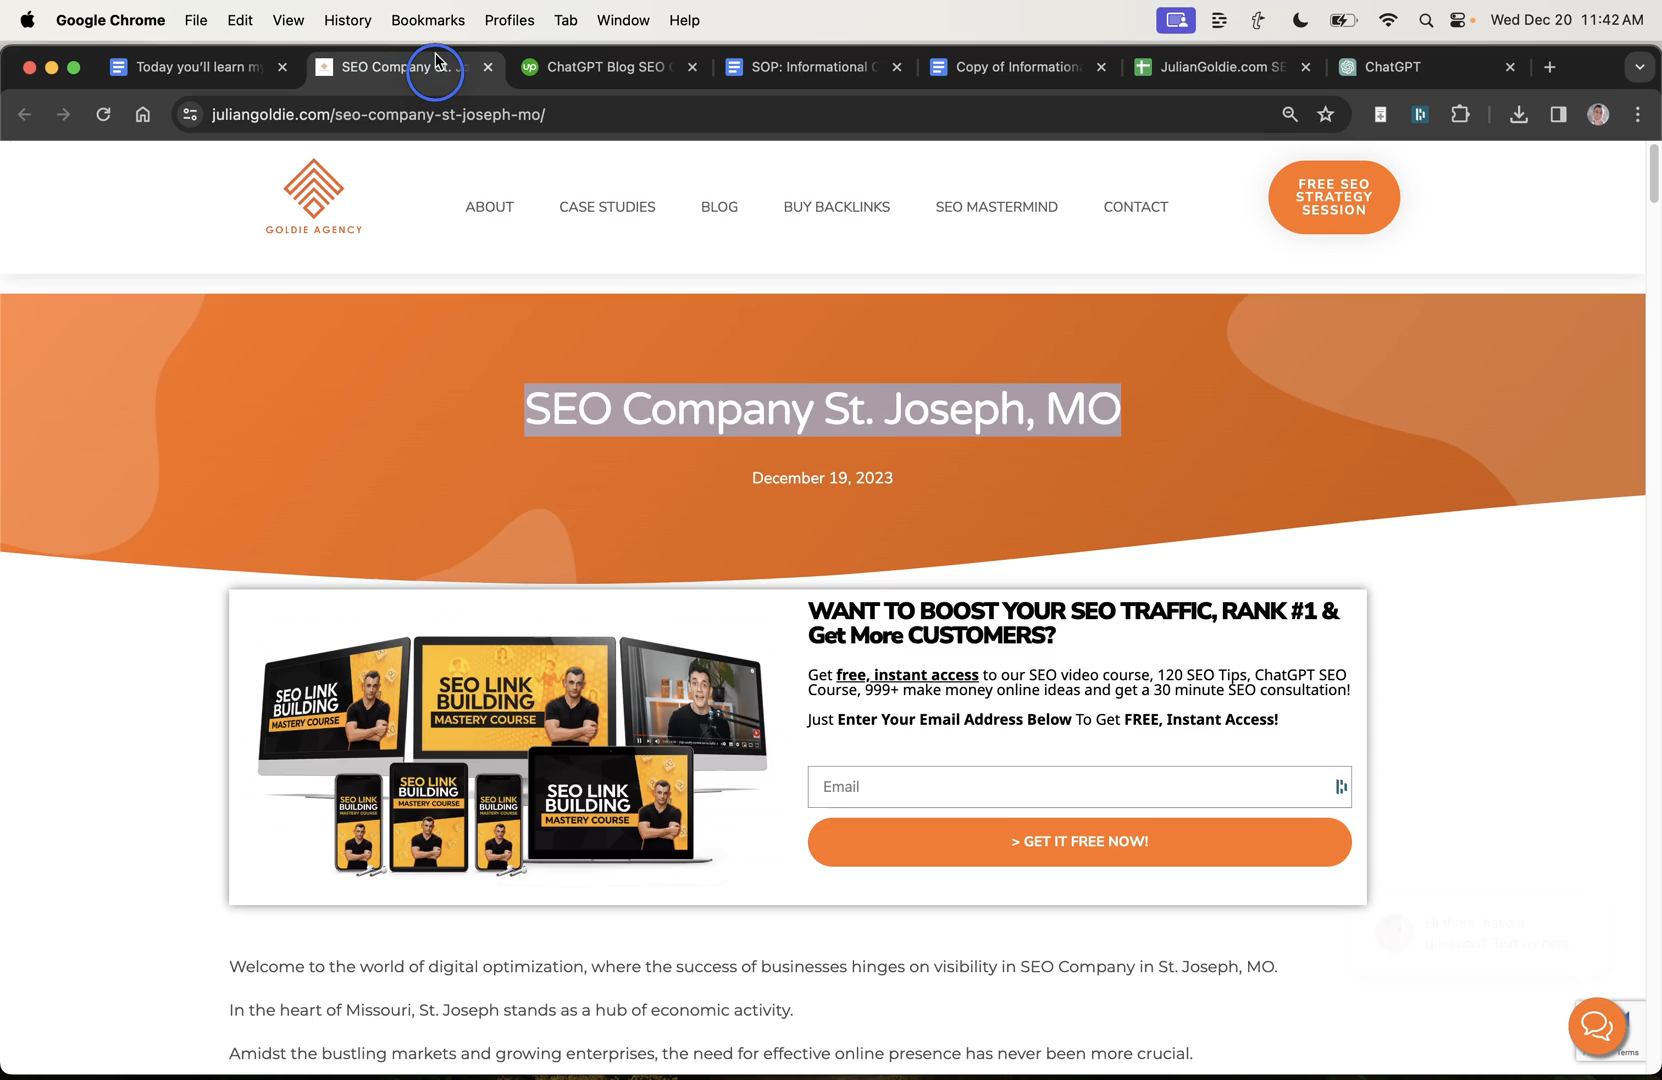 Google Chrome File Edit View History Bookmarks Profiles Tab Window Help Wed Dec 20 11:42 AM
Today you'll learn my SEO Company St. Jo ChatGPT Blog SEO SOP: Informational C Copy of Information JulianGoldie.com SE ChatGPT
juliangoldie.com/seo-company-st-joseph-mo/
GOLDIE AGENCY
ABOUT CASE STUDIES BLOG BUY BACKLINKS SEO MASTERMIND CONTACT
FREE SEO
STRATEGY
SESSION
SEO Company St. Joseph, MO
December 19, 2023
SEO LINK
BUILDING
MASTERY COURSE
SEO LINK
BUILDING
MASTERY COURSE
SEO LINK
BUILDING
MASTERY COURSE
SEO LINK
BUILDING
MASTERY COURSE
SEO LINK
BUILDING
MASTERY COURSE
SEO LINK
BUILDING
MASTERY COURSE
WANT TO BOOST YOUR SEO TRAFFIC, RANK #1 &
Get More CUSTOMERS?
Get free, instant access to our SEO video course, 120 SEO Tips, ChatGPT SEO
Course, 999+ make money online ideas and get a 30 minute SEO consultation!
Just Enter Your Email Address Below To Get FREE, Instant Access!
Email
> GET IT FREE NOW!
Welcome to the world of digital optimization, where the success of businesses hinges on visibility in SEO Company in St. Joseph, MO.
In the heart of Missouri, St. Joseph stands as a hub of economic activity.
Amidst the bustling markets and growing enterprises, the need for effective online presence has never been more crucial.
Terms